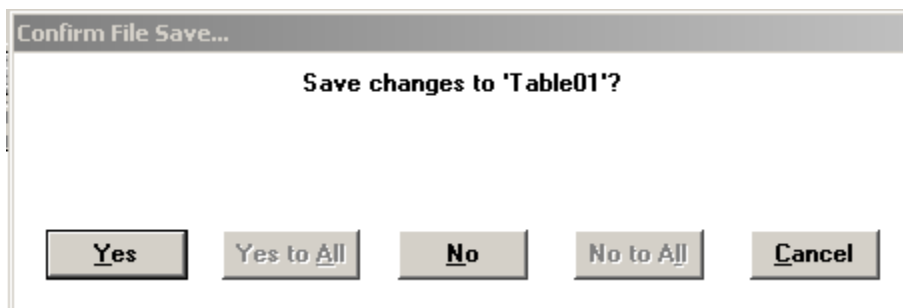 Confirm File Save...
Save changes to 'Table01'?
Yes Yes to All No No to All Cancel